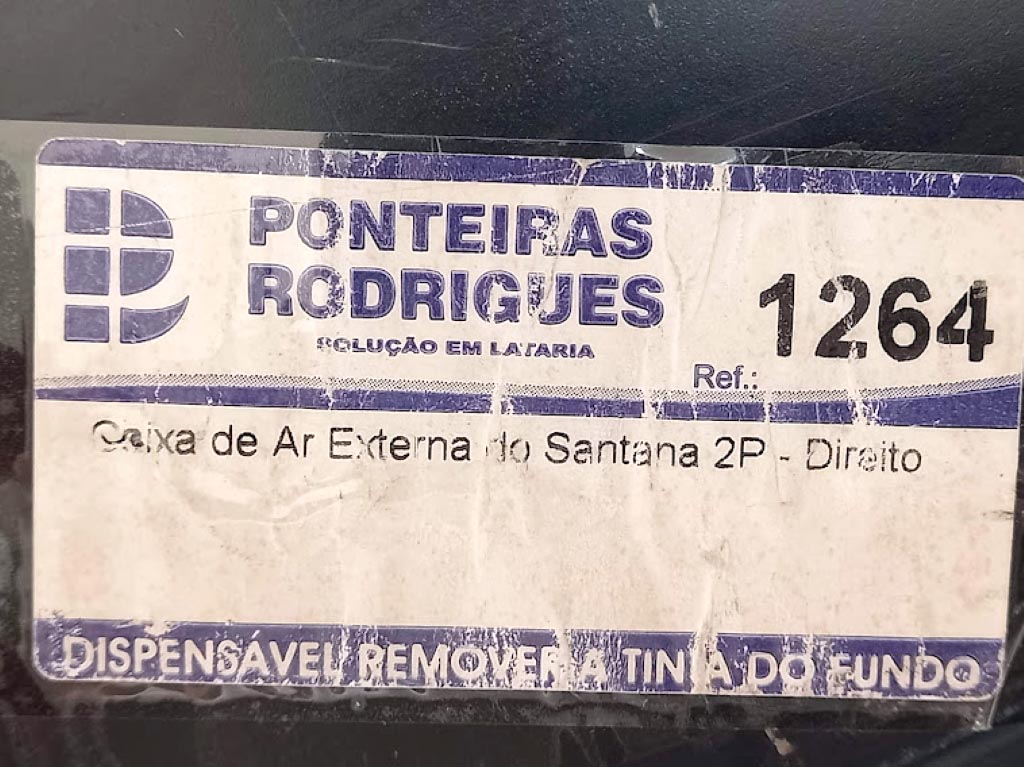 PONTEIRAS
RODRIGUES
SOLUÇÃO EM LATARIA
Ref.: 1264
Caixa de Ar Externa do Santana 2P - Direito
DISPENSÁVEL REMOVER A TINTA DO FUNDO